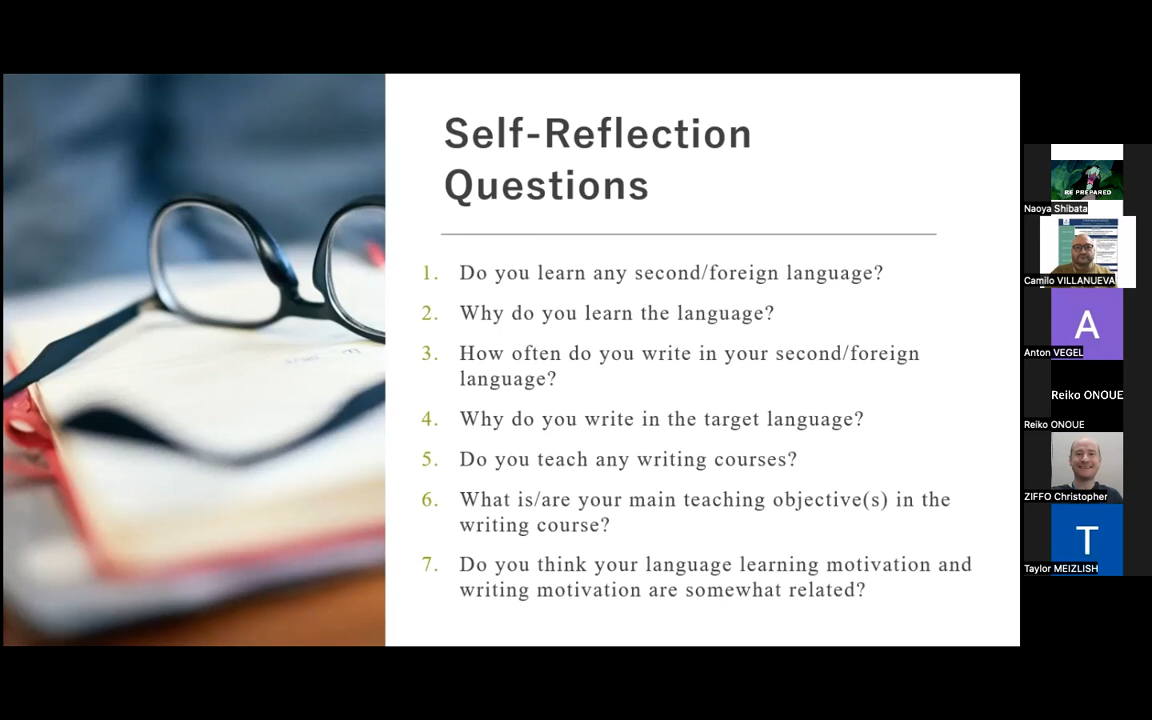 Self-Reflection
Questions
1. Do you learn any second/foreign language?
2. Why do you learn the language?
3. How often do you write in your second/foreign
language?
4. Why do you write in the target language?
5. Do you teach any writing courses?
6. What is/are your main teaching objective(s) in the
writing course?
7. Do you think your language learning motivation and
writing motivation are somewhat related?
BE PREPARED
Naoya Shibata
Camilo VILLANUEVA
A
Anton VEGEL
Reiko ONOUE
Reiko ONOUE
ZIFFO Christopher
T
Taylor MEIZLISH